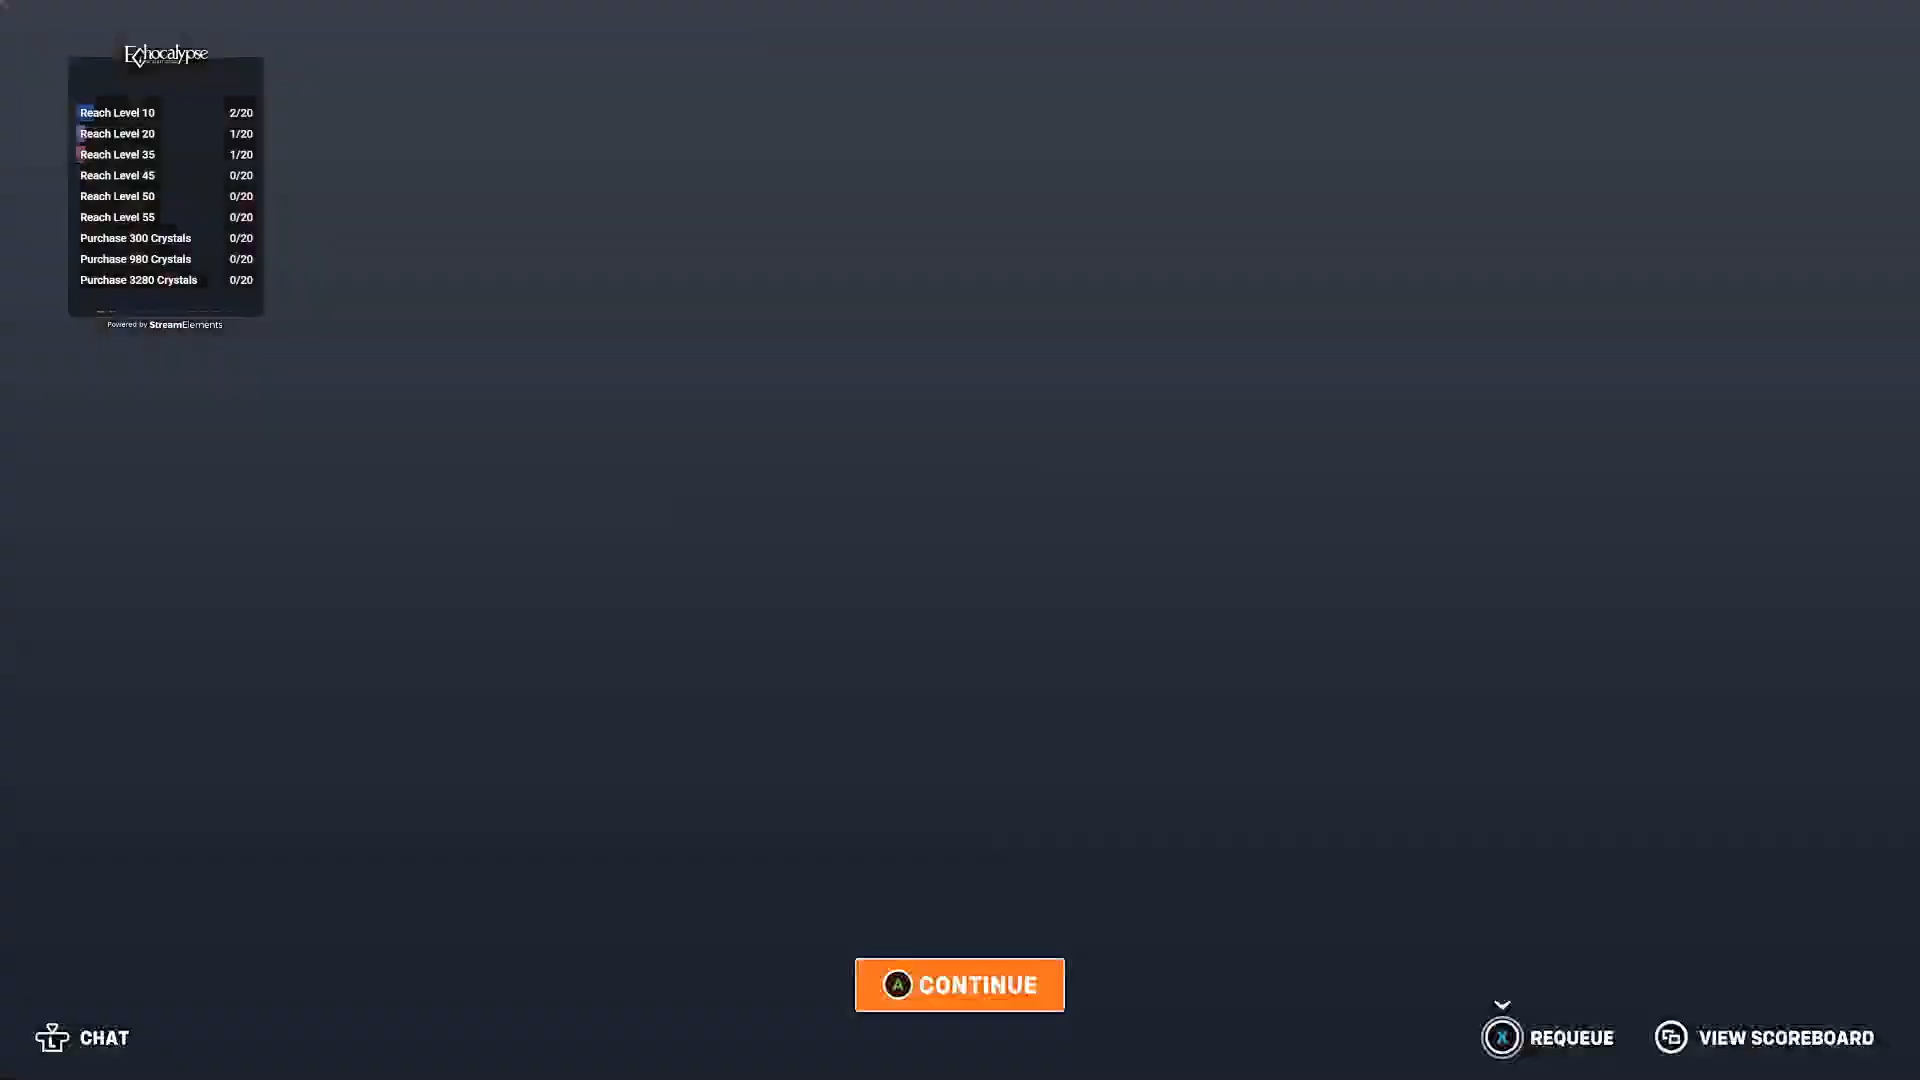 Echocalypse
Reach Level 10 2/20
Reach Level 20 1/20
Reach Level 35 1/20
Reach Level 45 0/20
Reach Level 50 0/20
Reach Level 55 0/20
Purchase 300 Crystals 0/20
Purchase 980 Crystals 0/20
Purchase 3280 Crystals 0/20
Powered by StreamElements
A CONTINUE
L CHAT
X REQUEUE
VIEW SCOREBOARD